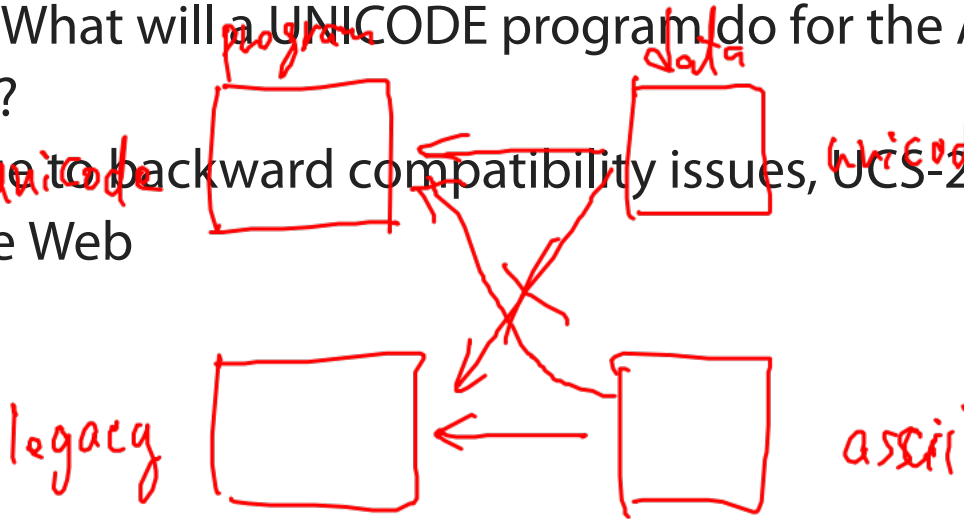 What will a UNICODE program do for the A
program data
?
e to backward compatibility issues, UCS-2
unicode unicod
e Web
legacy ascii